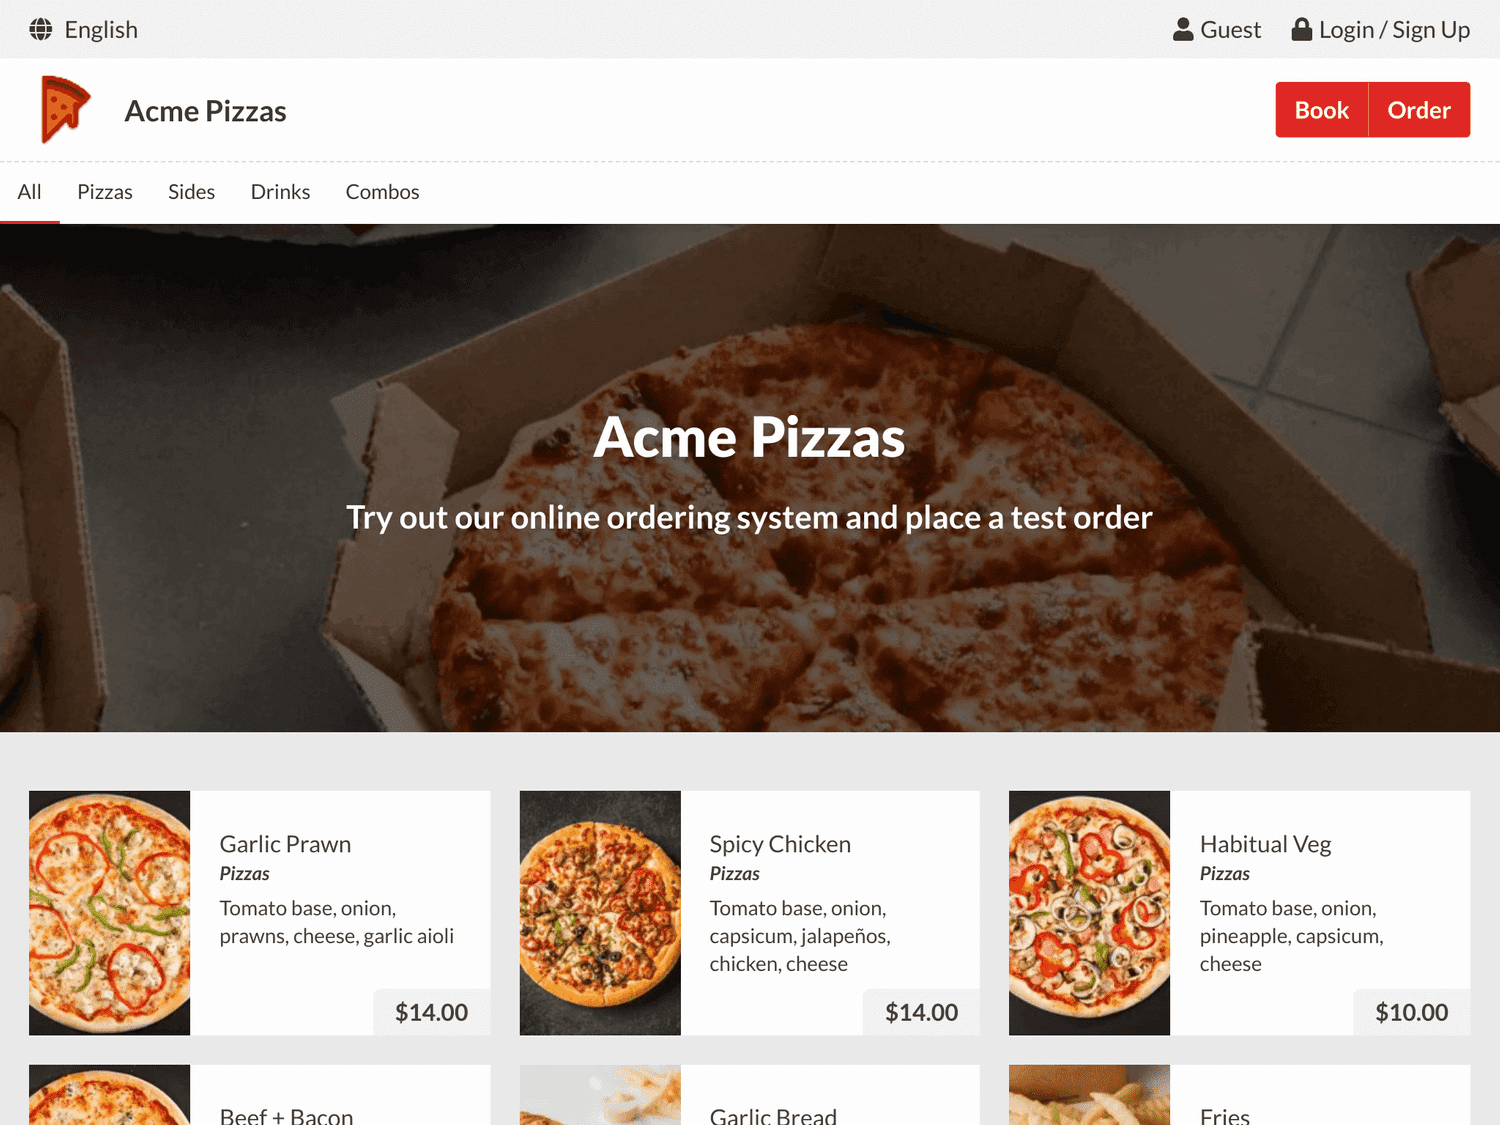 English
Guest
Login / Sign Up
Acme Pizzas
Book
Order
All
Pizzas
Sides
Drinks
Combos
Acme Pizzas
Try out our online ordering system and place a test order
Garlic Prawn
Pizzas
Tomato base, onion,
prawns, cheese, garlic aioli
$14.00
Spicy Chicken
Pizzas
Tomato base, onion,
capsicum, jalapeños,
chicken, cheese
$14.00
Habitual Veg
Pizzas
Tomato base, onion,
pineapple, capsicum,
cheese
$10.00
Beef + Bacon
Garlic Bread
Fries